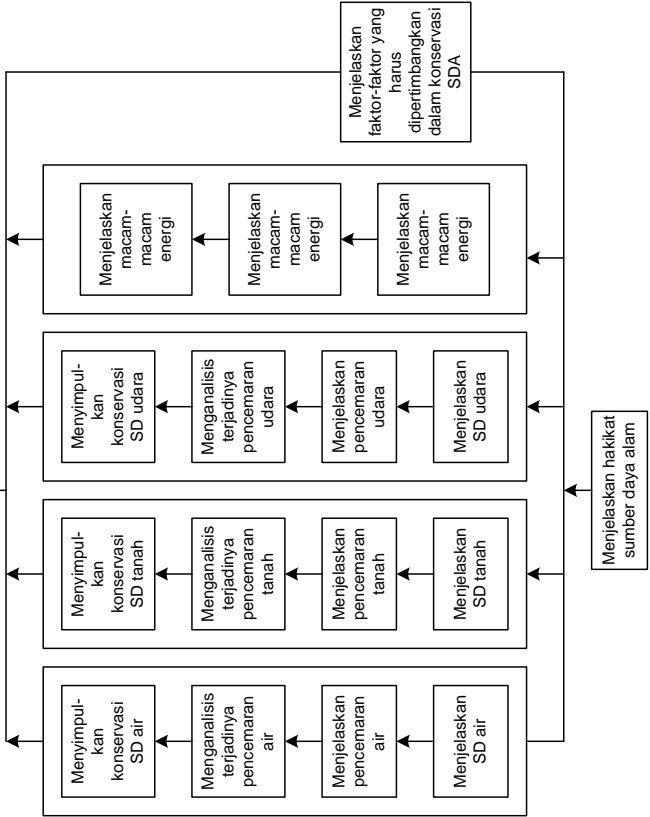 Menyimpul-
kan
konservasi
SD air
Menganalisis
terjadinya
pencemaran
air
Menjelaskan
pencemaran
air
Menjelaskan
SD air
Menyimpul-
kan
konservasi
SD tanah
Menganalisis
terjadinya
pencemaran
tanah
Menjelaskan
pencemaran
tanah
Menjelaskan
SD tanah
Menyimpul-
kan
konservasi
SD udara
Menganalisis
terjadinya
pencemaran
udara
Menjelaskan
pencemaran
udara
Menjelaskan
SD udara
Menjelaskan
macam-
macam
energi
Menjelaskan
macam-
macam
energi
Menjelaskan
macam-
macam
energi
Menjelaskan
faktor-faktor yang
harus
dipertimbangkan
dalam konservasi
SDA
Menjelaskan hakikat
sumber daya alam